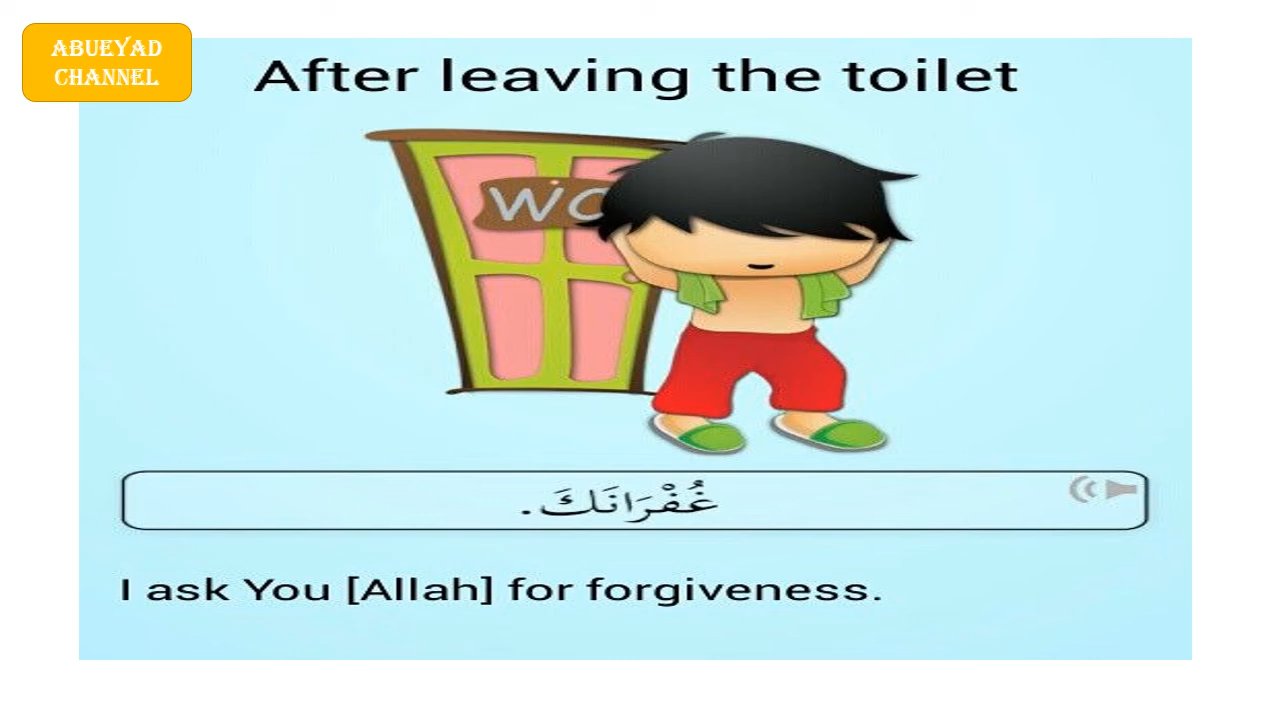 ABUEYAD
CHANNEL
After leaving the toilet
WC
غُفْرَانَكَ.
I ask You [Allah] for forgiveness.